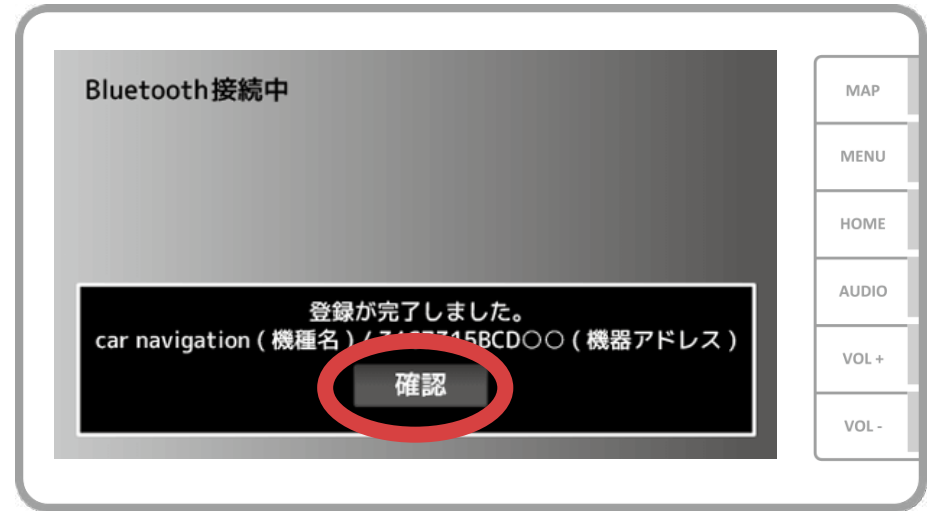 Bluetooth接続中
登録が完了しました。
car navigation ( 機種名 ) / BCD○○ ( 機器アドレス )
確認
MAP
MENU
HOME
AUDIO
VOL +
VOL -